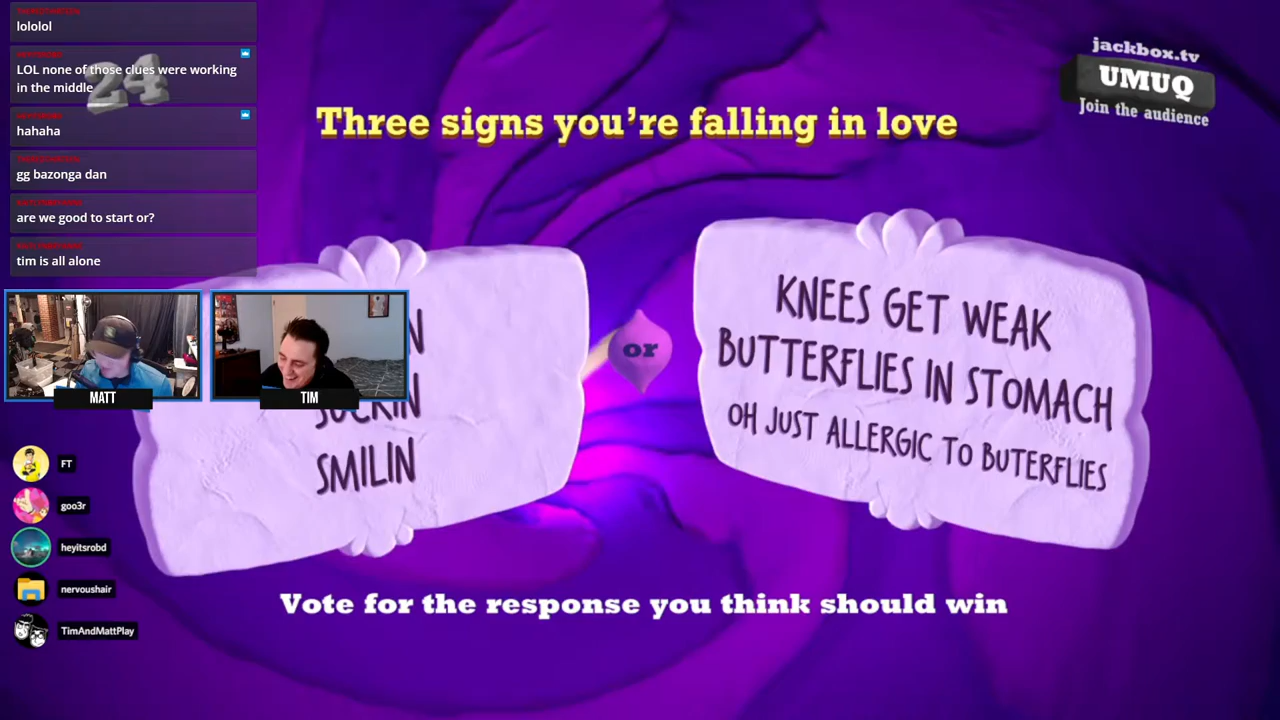 lololol
LOL none of those clues were working
in the middle
24
hahaha
gg bazonga dan
are we good to start or?
tim is all alone
jackbox.tv
UMUQ
Join the audience
Three signs you're falling in love
SUCKIN
SMILIN
or
KNEES GET WEAK
BUTTERFLIES IN STOMACH
OH JUST ALLERGIC TO BUTERFLIES
MATT
TIM
FT
goo3r
heyitsrobd
nervoushair
TimAndMattPlay
Vote for the response you think should win